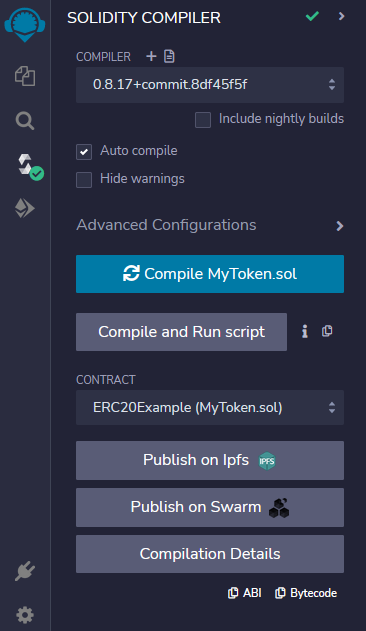 SOLIDITY COMPILER
COMPILER
0.8.17+commit.8df45f5f
Include nightly builds
Auto compile
Hide warnings
Advanced Configurations
Compile MyToken.sol
Compile and Run script
CONTRACT
ERC20Example (MyToken.sol)
Publish on Ipfs IPFS
Publish on Swarm
Compilation Details
ABI Bytecode